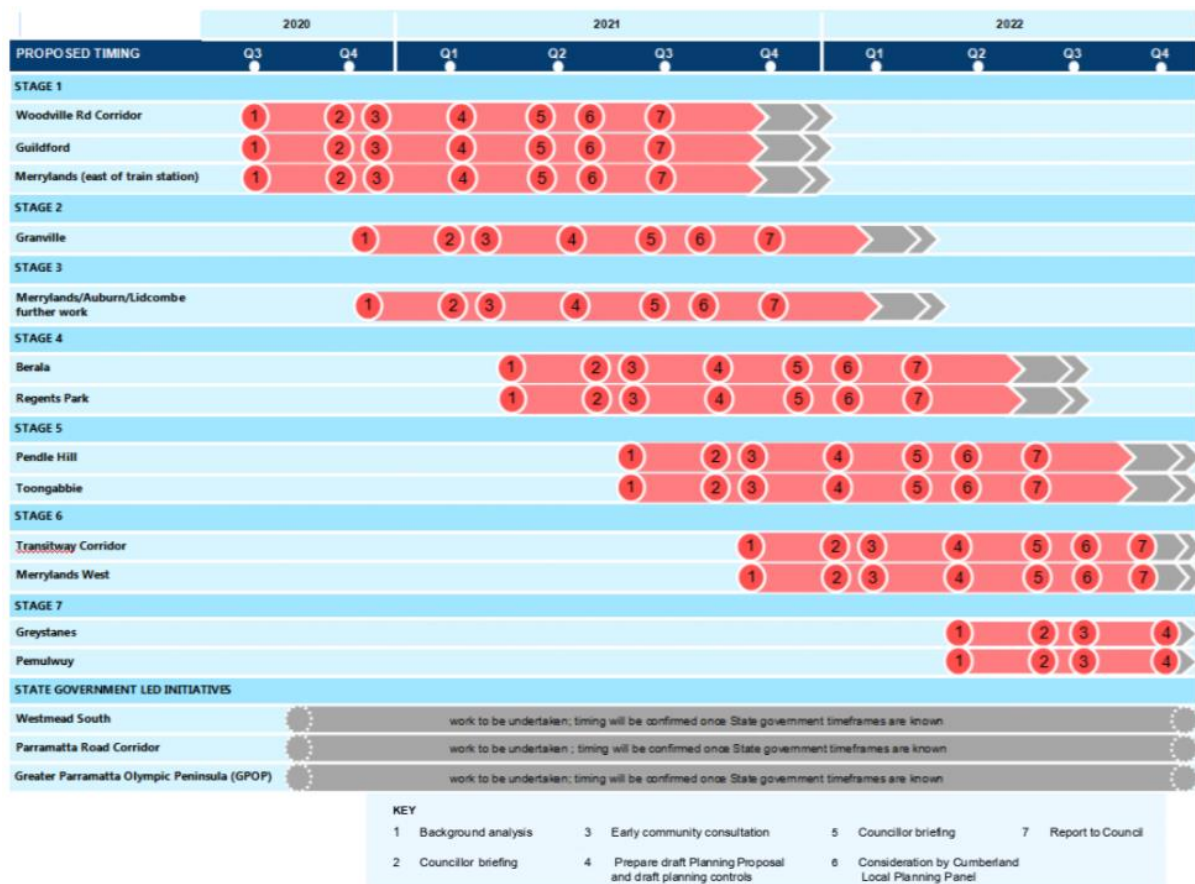 2020 2021 2022
PROPOSED TIMING Q3 Q4 Q1 Q2 Q3 Q4 Q1 Q2 Q3 Q4
STAGE 1
Woodville Rd Corridor 1 2 3 4 5 6 7
Guildford 1 2 3 4 5 6 7
Merrylands (east of train station) 1 2 3 4 5 6 7
STAGE 2
Granville 1 2 3 4 5 6 7
STAGE 3
Merrylands/Auburn/Lidcombe
further work 1 2 3 4 5 6 7
STAGE 4
Berala 1 2 3 4 5 6 7
Regents Park 1 2 3 4 5 6 7
STAGE 5
Pendle Hill 1 2 3 4 5 6 7
Toongabbie 1 2 3 4 5 6 7
STAGE 6
Transitway Corridor 1 2 3 4 5 6 7
Merrylands West 1 2 3 4 5 6 7
STAGE 7
Greystanes 1 2 3 4
Pemulwuy 1 2 3 4
STATE GOVERNMENT LED INITIATIVES
Westmead South work to be undertaken; timing will be confirmed once State government timeframes are known
Parramatta Road Corridor work to be undertaken ; timing will be confirmed once State government timeframes are known
Greater Parramatta Olympic Peninsula (GPOP) work to be undertaken; timing will be confirmed once State government timeframes are known
KEY
1 Background analysis 3 Early community consultation 5 Councillor briefing 7 Report to Council
2 Councillor briefing 4 Prepare draft Planning Proposal 6 Consideration by Cumberland
and draft planning controls Local Planning Panel